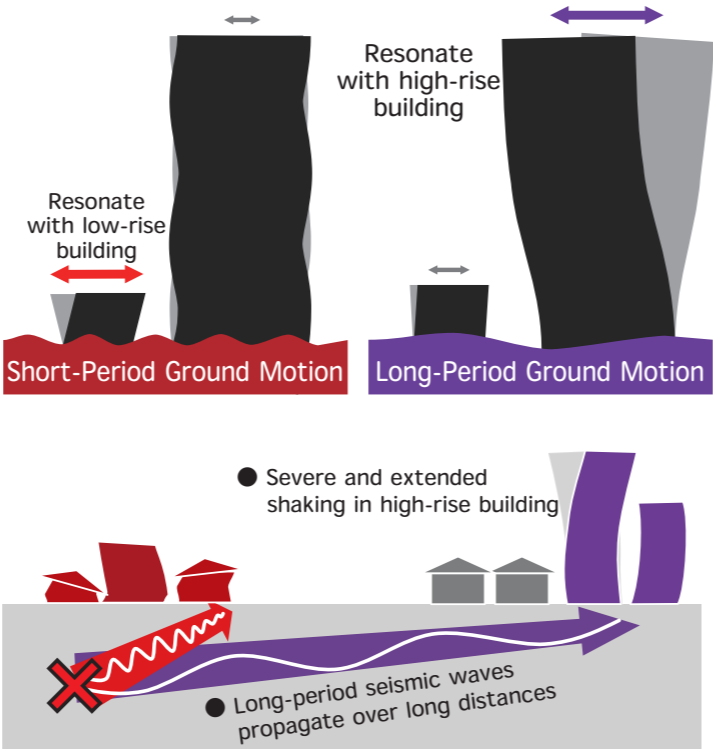 Resonate
with low-rise
building
Short-Period Ground Motion
Resonate
with high-rise
building
Long-Period Ground Motion
● Severe and extended
shaking in high-rise building
● Long-period seismic waves
propagate over long distances